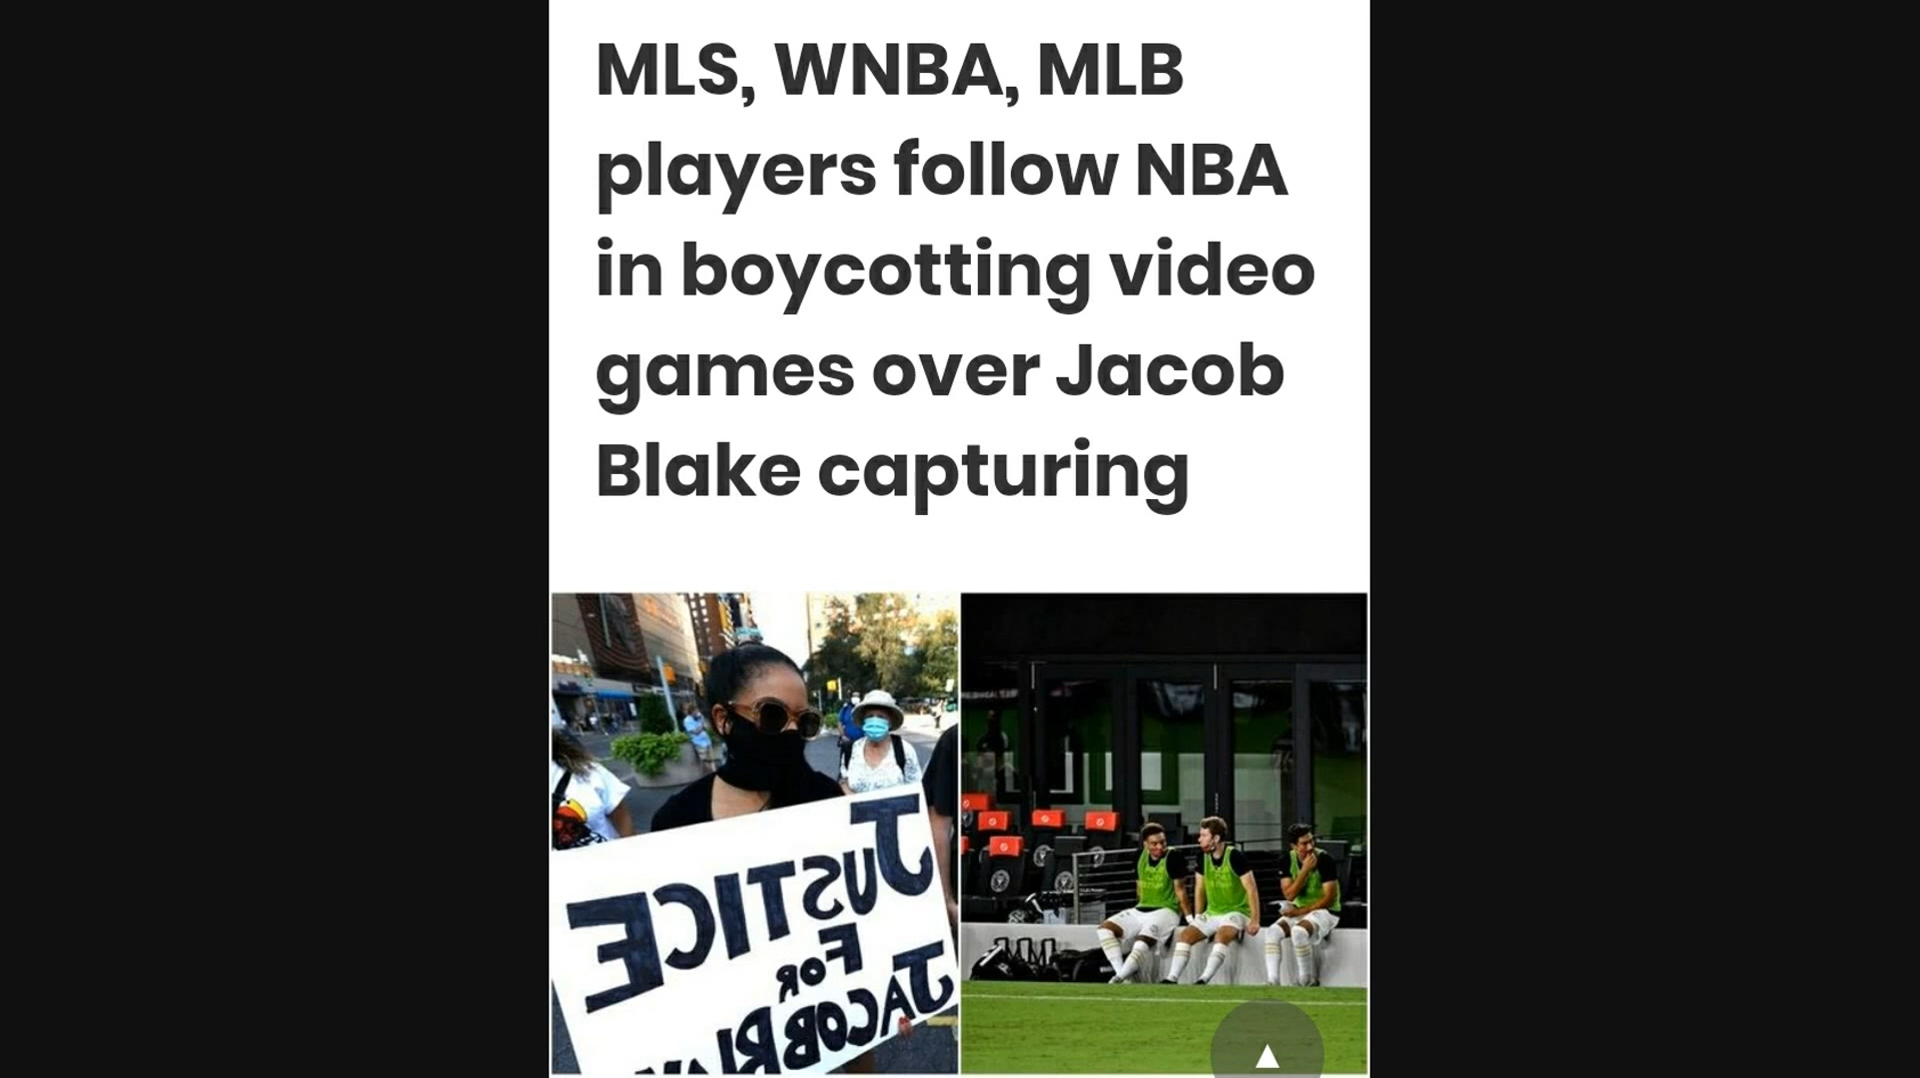 MLS, WNBA, MLB
players follow NBA
in boycotting video
games over Jacob
Blake capturing
JUSTICE
FOR
JACOB